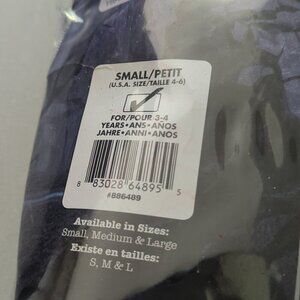 SMALL/PETIT
(U.S.A. SIZE/TAILLE 4-6)
FOR/POUR 3-4
YEARS•ANS•ANOS
JAHRE•ANNI•ANOS
8 83028 64895 5
#886489
Available in Sizes:
Small, Medium & Large
Existe en tailles:
S, M & L